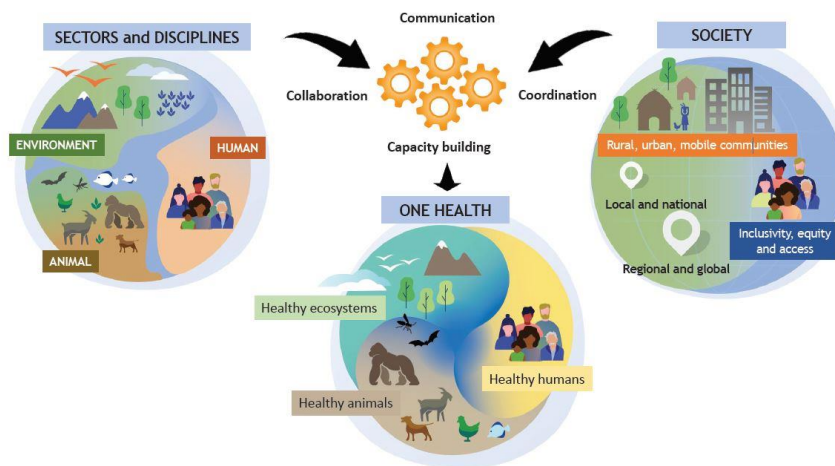 SECTORS and DISCIPLINES
ENVIRONMENT
HUMAN
ANIMAL
Communication
Collaboration
Coordination
Capacity building
SOCIETY
Rural, urban, mobile communities
Local and national
Inclusivity, equity
and access
Regional and global
ONE HEALTH
Healthy ecosystems
Healthy humans
Healthy animals